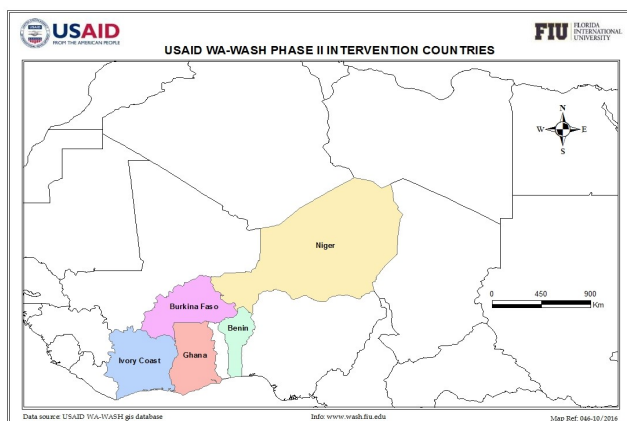 USAID
FROM THE AMERICAN PEOPLE
FIU
FLORIDA
INTERNATIONAL
UNIVERSITY
USAID WA-WASH PHASE II INTERVENTION COUNTRIES
N
W
E
S
Niger
0 450 900
Km
Burkina Faso
Benin
Ivory Coast
Ghana
Data source: USAID WA-WASH gis database
Info: www.wash.fiu.edu
Map Ref: 046-10/2016